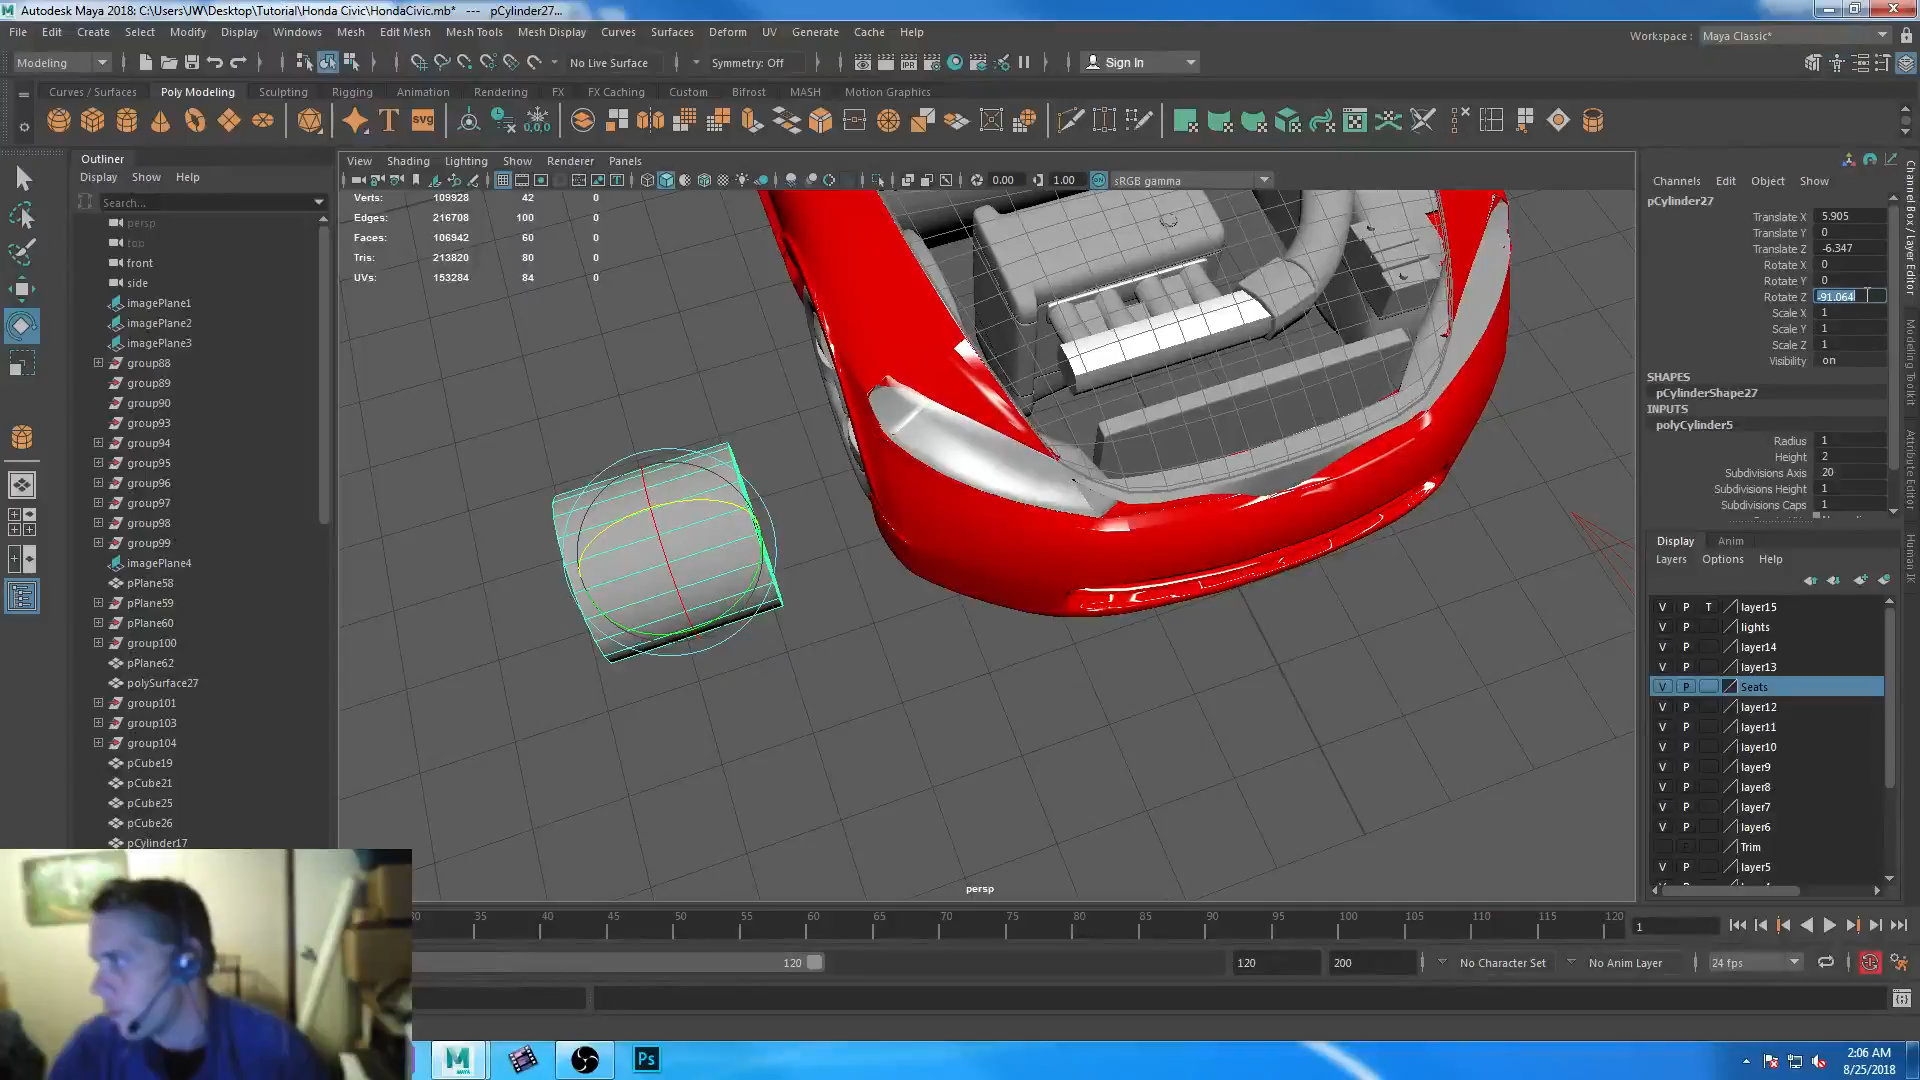 Autodesk Maya 2018: C:\Users\JW\Desktop\Tutorial\Honda Civic\HondaCivic.mb*   ---   pCylinder27...
File Edit Create Select Modify Display Windows Mesh Edit Mesh Mesh Tools Mesh Display Curves Surfaces Deform UV Generate Cache Help
Workspace : Maya Classic*
Modeling No Live Surface Symmetry: Off Sign In
Curves / Surfaces Poly Modeling Sculpting Rigging Animation Rendering FX FX Caching Custom Bifrost MASH Motion Graphics
Outliner
Display Show Help
Search...
persp
top
front
side
imagePlane1
imagePlane2
imagePlane3
group88
group89
group90
group93
group94
group95
group96
group97
group98
group99
imagePlane4
pPlane58
pPlane59
pPlane60
group100
pPlane62
polySurface27
group101
group103
group104
pCube19
pCube21
pCube25
pCube26
pCylinder17
View Shading Lighting Show Renderer Panels
0.00 1.00 sRGB gamma
Verts: 109928 42 0
Edges: 216708 100 0
Faces: 106942 60 0
Tris: 213820 80 0
UVs: 153284 84 0
persp
Channels Edit Object Show
pCylinder27
Translate X 5.905
Translate Y 0
Translate Z -6.347
Rotate X 0
Rotate Y 0
Rotate Z -91.064
Scale X 1
Scale Y 1
Scale Z 1
Visibility on
SHAPES
pCylinderShape27
INPUTS
polyCylinder5
Radius 1
Height 2
Subdivisions Axis 20
Subdivisions Height 1
Subdivisions Caps 1
Display Anim
Layers Options Help
V P T layer15
V P lights
V P layer14
V P layer13
V P Seats
V P layer12
V P layer11
V P layer10
V P layer9
V P layer8
V P layer7
V P layer6
Trim
V P layer5
Channel Box / Layer Editor
Modeling Toolkit
Attribute Editor
Human IK
35 40 45 50 55 60 65 70 75 80 85 90 95 100 105 110 115 120
1
120 120 200 No Character Set No Anim Layer 24 fps
Ps
2:06 AM
8/25/2018